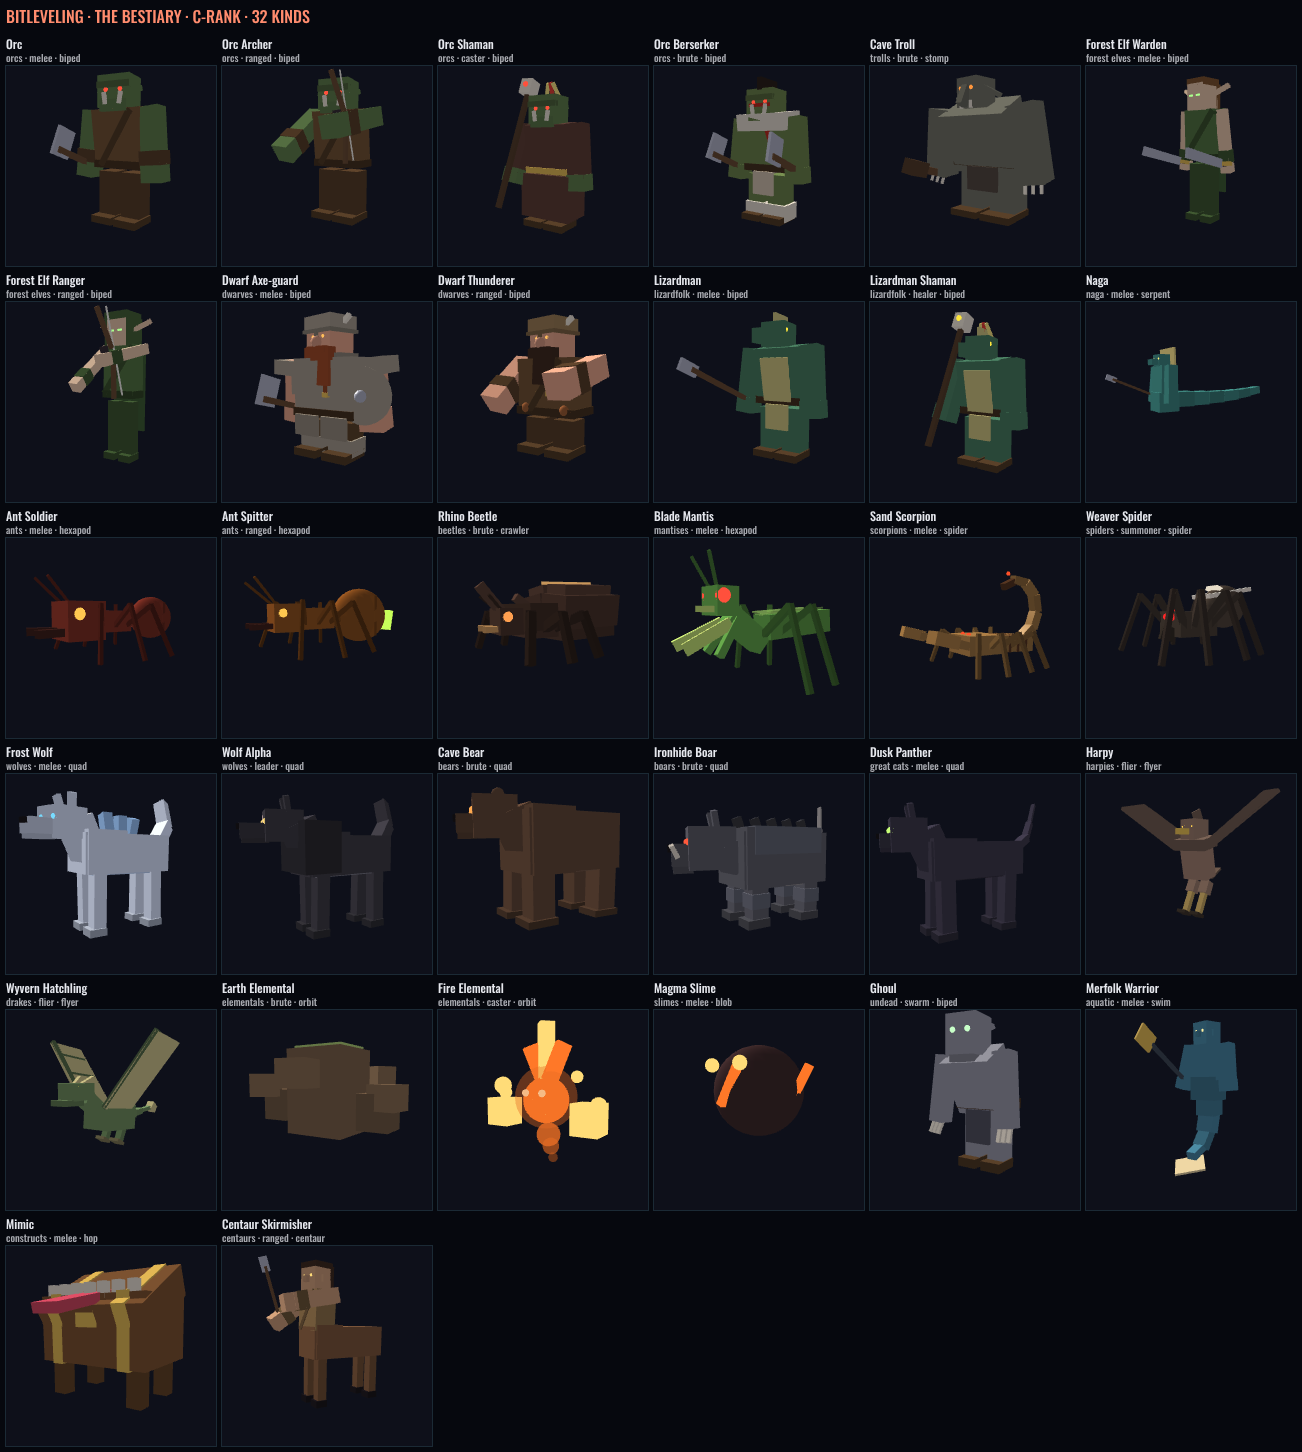 BITLEVELING · THE BESTIARY · C-RANK · 32 KINDS
Orc
orcs · melee · biped
Orc Archer
orcs · ranged · biped
Orc Shaman
orcs · caster · biped
Orc Berserker
orcs · brute · biped
Cave Troll
trolls · brute · stomp
Forest Elf Warden
forest elves · melee · biped
Forest Elf Ranger
forest elves · ranged · biped
Dwarf Axe-guard
dwarves · melee · biped
Dwarf Thunderer
dwarves · ranged · biped
Lizardman
lizardfolk · melee · biped
Lizardman Shaman
lizardfolk · healer · biped
Naga
naga · melee · serpent
Ant Soldier
ants · melee · hexapod
Ant Spitter
ants · ranged · hexapod
Rhino Beetle
beetles · brute · crawler
Blade Mantis
mantises · melee · hexapod
Sand Scorpion
scorpions · melee · spider
Weaver Spider
spiders · summoner · spider
Frost Wolf
wolves · melee · quad
Wolf Alpha
wolves · leader · quad
Cave Bear
bears · brute · quad
Ironhide Boar
boars · brute · quad
Dusk Panther
great cats · melee · quad
Harpy
harpies · flier · flyer
Wyvern Hatchling
drakes · flier · flyer
Earth Elemental
elementals · brute · orbit
Fire Elemental
elementals · caster · orbit
Magma Slime
slimes · melee · blob
Ghoul
undead · swarm · biped
Merfolk Warrior
aquatic · melee · swim
Mimic
constructs · melee · hop
Centaur Skirmisher
centaurs · ranged · centaur